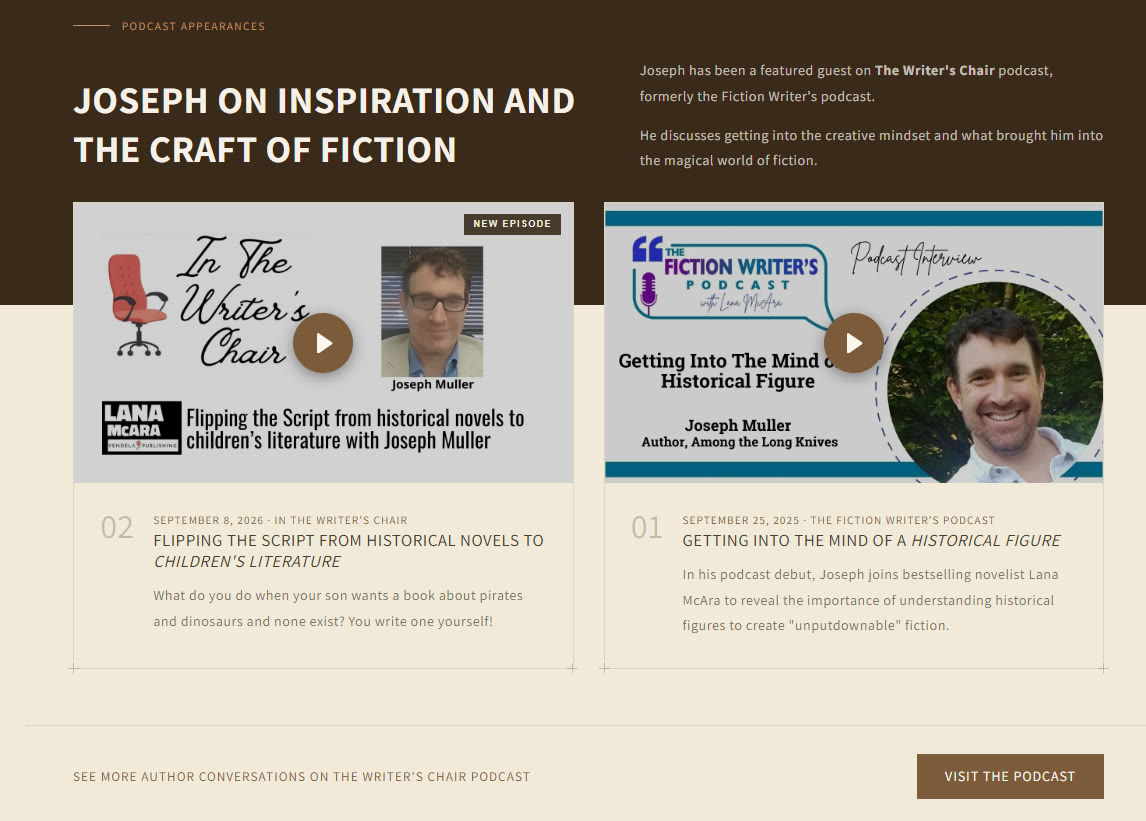 PODCAST APPEARANCES
JOSEPH ON INSPIRATION AND
THE CRAFT OF FICTION
Joseph has been a featured guest on The Writer's Chair podcast,
formerly the Fiction Writer's podcast.
He discusses getting into the creative mindset and what brought him into
the magical world of fiction.
NEW EPISODE
In The
Writer's
Chair
Joseph Muller
LANA
McARA
VENDELA PUBLISHING
Flipping the Script from historical novels to
children's literature with Joseph Muller
02
SEPTEMBER 8, 2026 · IN THE WRITER'S CHAIR
FLIPPING THE SCRIPT FROM HISTORICAL NOVELS TO
CHILDREN'S LITERATURE
What do you do when your son wants a book about pirates
and dinosaurs and none exist? You write one yourself!
THE
FICTION WRITER'S
PODCAST
with Lana McAra
Podcast Interview
Getting Into The Mind
Historical Figure
Joseph Muller
Author, Among the Long Knives
01
SEPTEMBER 25, 2025 · THE FICTION WRITER'S PODCAST
GETTING INTO THE MIND OF A HISTORICAL FIGURE
In his podcast debut, Joseph joins bestselling novelist Lana
McAra to reveal the importance of understanding historical
figures to create "unputdownable" fiction.
SEE MORE AUTHOR CONVERSATIONS ON THE WRITER'S CHAIR PODCAST
VISIT THE PODCAST